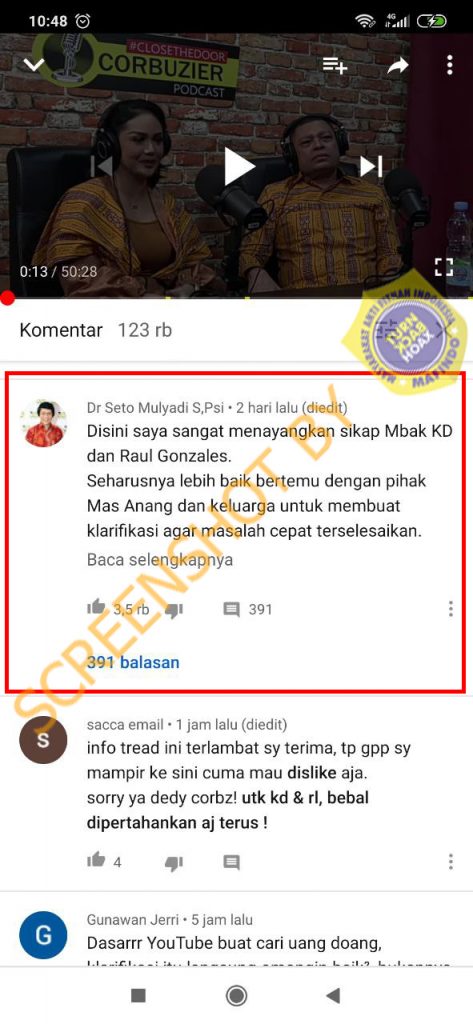 10:48
4G
#CLOSETHEDOOR
CORBUZIER
PODCAST
0:13 / 50:28
MASYARAKAT ANTI FITNAH INDONESIA
TURN BACK HOAX
MAFINDO
Komentar 123 rb
Dr Seto Mulyadi S,Psi • 2 hari lalu (diedit)
Disini saya sangat menayangkan sikap Mbak KD
dan Raul Gonzales.
Seharusnya lebih baik bertemu dengan pihak
Mas Anang dan keluarga untuk membuat
klarifikasi agar masalah cepat terselesaikan.
Baca selengkapnya
3,5 rb 391
391 balasan
SCREENSHOT BY
S
sacca email • 1 jam lalu (diedit)
info tread ini terlambat sy terima, tp gpp sy
mampir ke sini cuma mau dislike aja.
sorry ya dedy corbz! utk kd & rl, bebal
dipertahankan aj terus !
4
G
Gunawan Jerri • 5 jam lalu
Dasarrr YouTube buat cari uang doang,